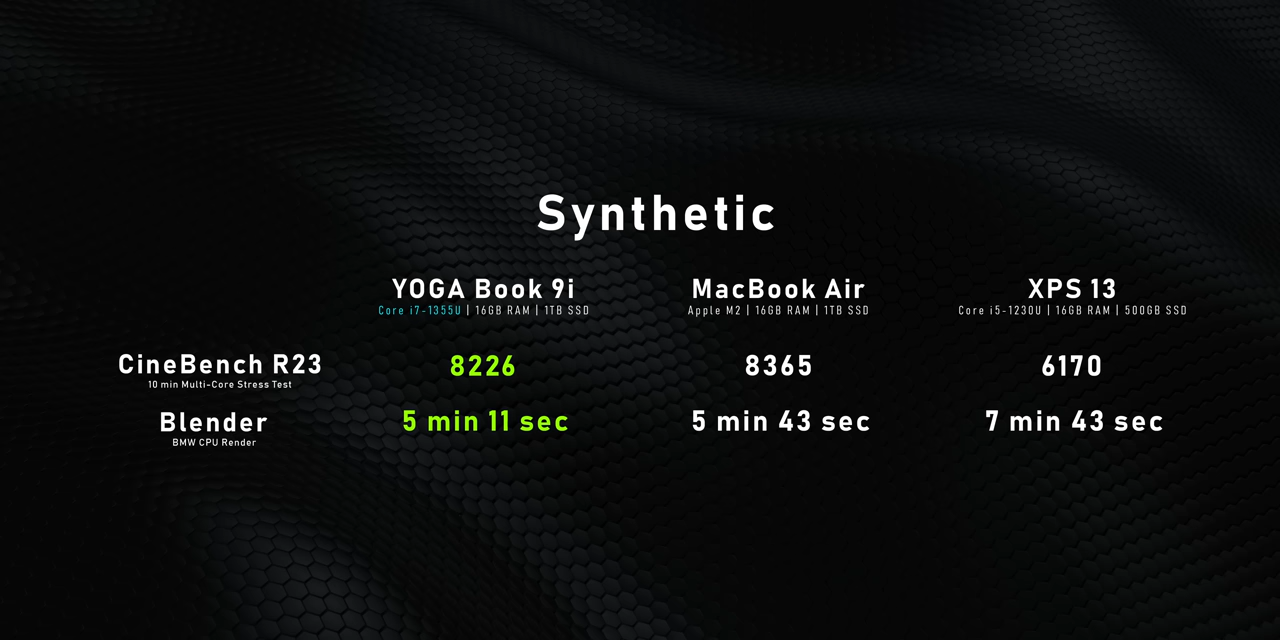 Synthetic
YOGA Book 9i MacBook Air XPS 13
Core i7-1355U | 16GB RAM | 1TB SSD Apple M2 | 16GB RAM | 1TB SSD Core i5-1230U | 16GB RAM | 500GB SSD
CineBench R23 8226 8365 6170
10 min Multi-Core Stress Test
Blender 5 min 11 sec 5 min 43 sec 7 min 43 sec
BMW CPU Render